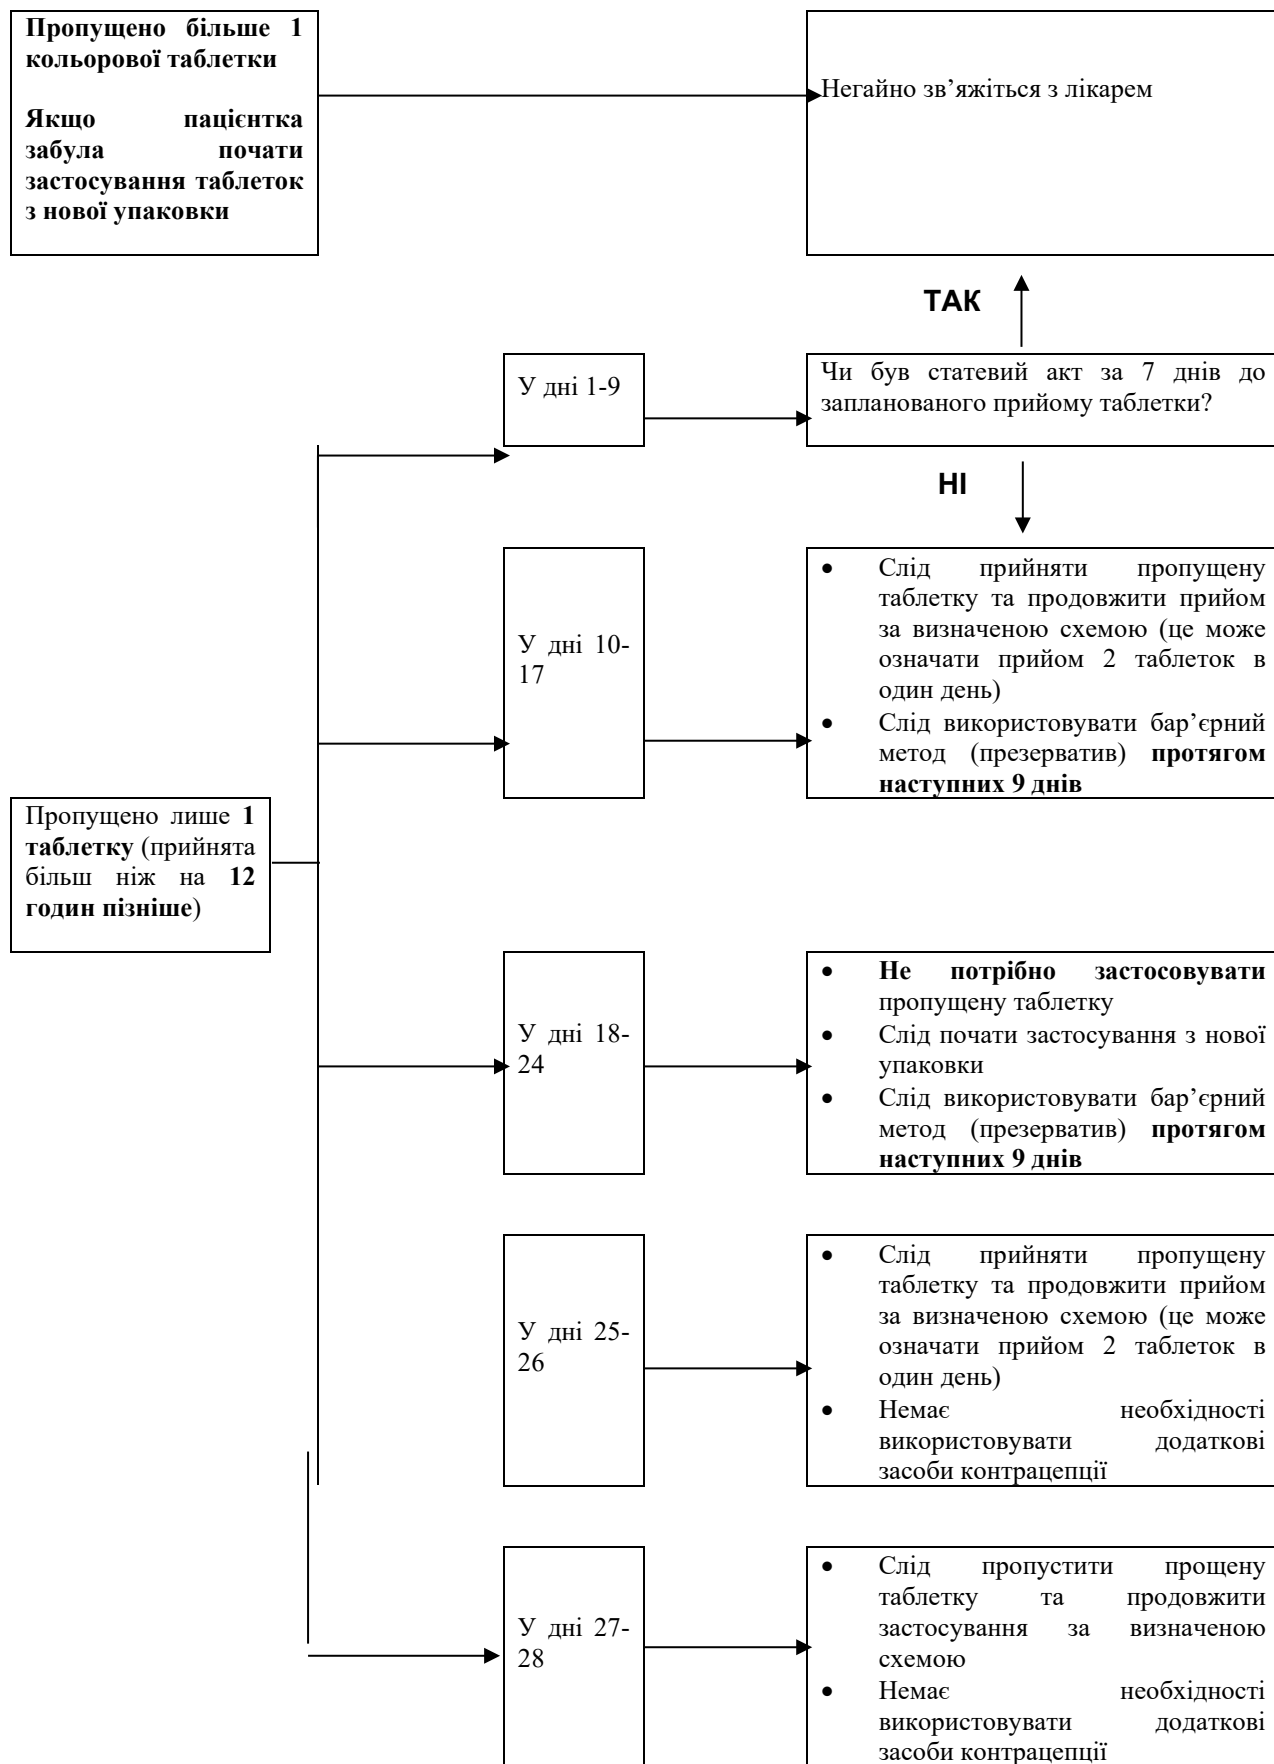 Пропущено більше 1
кольорової таблетки
Якщо пацієнтка
забула почати
застосування таблеток
з нової упаковки
Негайно зв’яжіться з лікарем
ТАК
У дні 1-9
Чи був статевий акт за 7 днів до
запланованого прийому таблетки?
НІ
У дні 10-
17
• Слід прийняти пропущену
таблетку та продовжити прийом
за визначеною схемою (це може
означати прийом 2 таблеток в
один день)
• Слід використовувати бар’єрний
метод (презерватив) протягом
наступних 9 днів
Пропущено лише 1
таблетку (прийнята
більш ніж на 12
годин пізніше)
У дні 18-
24
• Не потрібно застосовувати
пропущену таблетку
• Слід почати застосування з нової
упаковки
• Слід використовувати бар’єрний
метод (презерватив) протягом
наступних 9 днів
У дні 25-
26
• Слід прийняти пропущену
таблетку та продовжити прийом
за визначеною схемою (це може
означати прийом 2 таблеток в
один день)
• Немає необхідності
використовувати додаткові
засоби контрацепції
У дні 27-
28
• Слід пропустити прощену
таблетку та продовжити
застосування за визначеною
схемою
• Немає необхідності
використовувати додаткові
засоби контрацепції